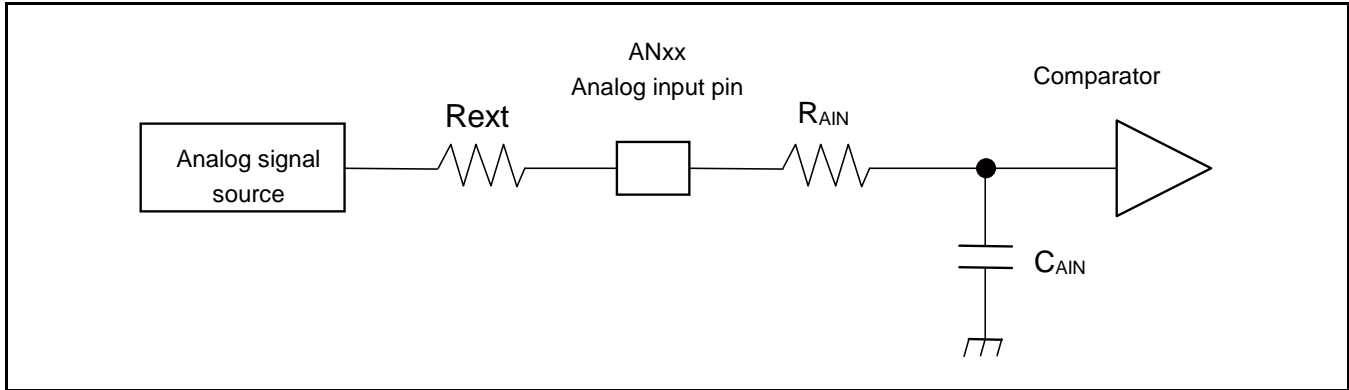 ANxx
Analog input pin
Comparator
Rext
RAIN
Analog signal
source
CAIN